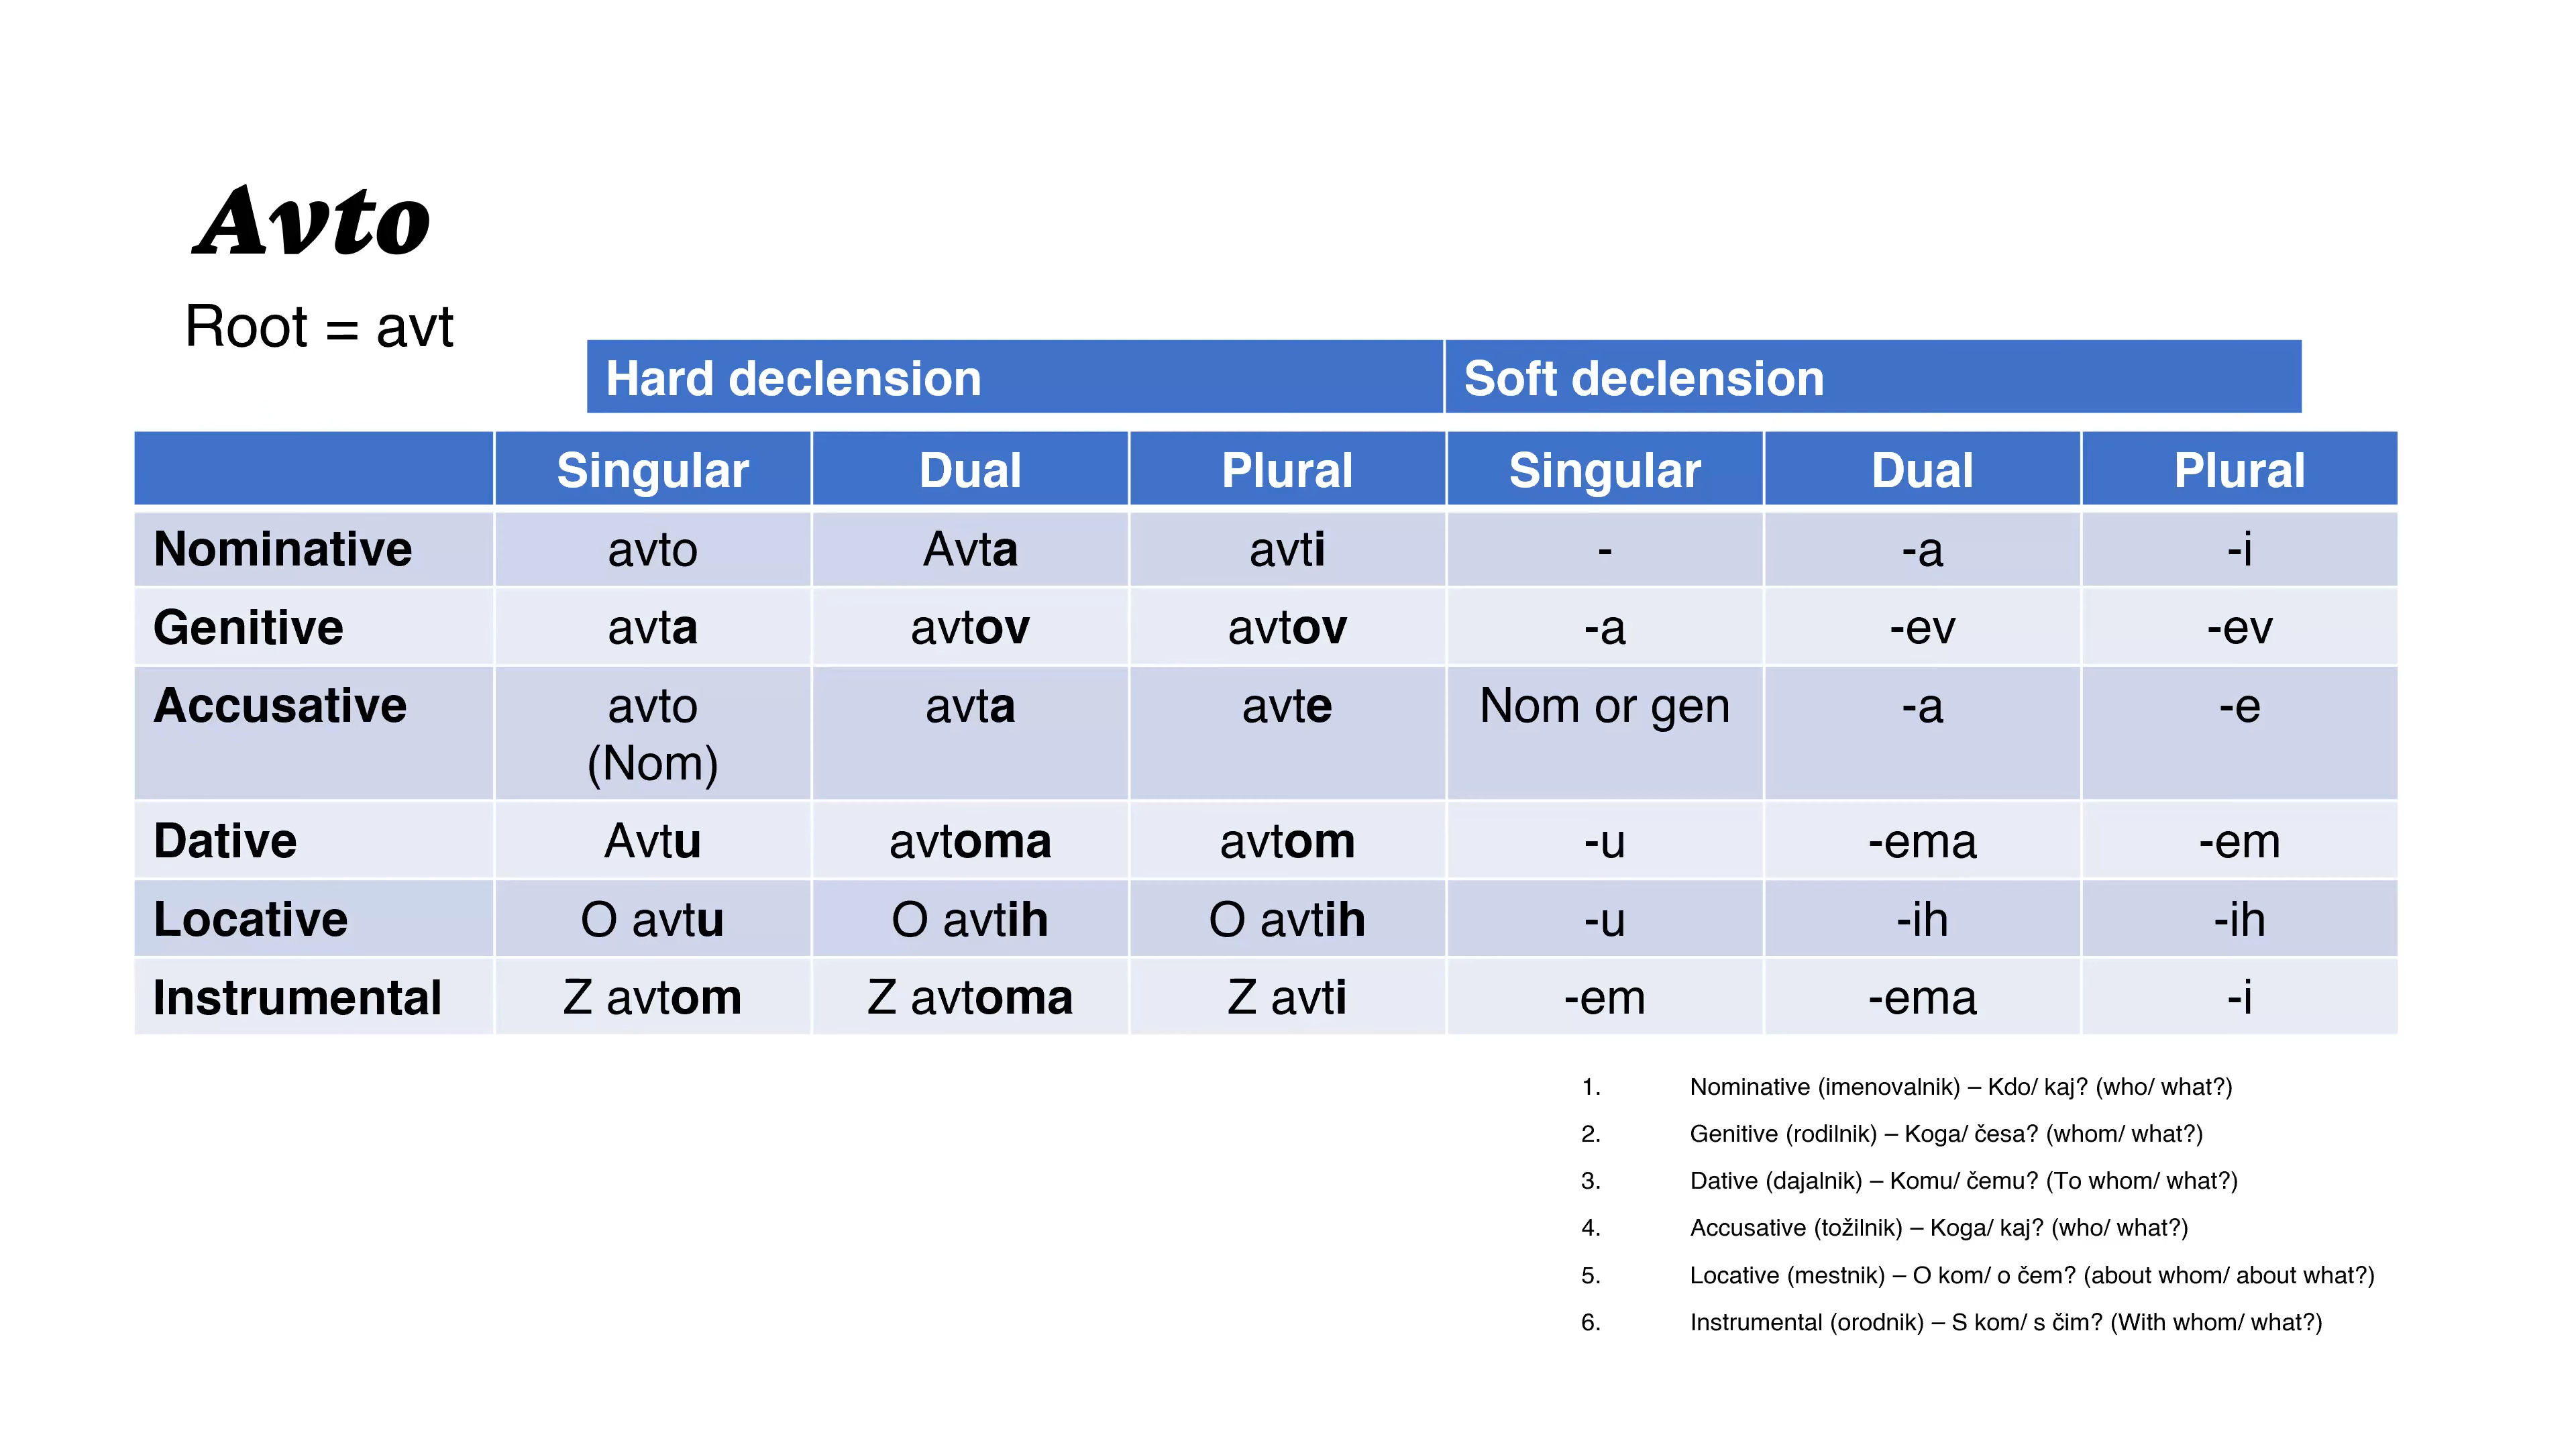 Avto
Root = avt
Hard declension Soft declension
Singular Dual Plural Singular Dual Plural
Nominative avto Avta avti - -a -i
Genitive avta avtov avtov -a -ev -ev
Accusative avto avta avte Nom or gen -a -e
(Nom)
Dative Avtu avtoma avtom -u -ema -em
Locative O avtu O avtih O avtih -u -ih -ih
Instrumental Z avtom Z avtoma Z avti -em -ema -i
1. Nominative (imenovalnik) – Kdo/ kaj? (who/ what?)
2. Genitive (rodilnik) – Koga/ česa? (whom/ what?)
3. Dative (dajalnik) – Komu/ čemu? (To whom/ what?)
4. Accusative (tožilnik) – Koga/ kaj? (who/ what?)
5. Locative (mestnik) – O kom/ o čem? (about whom/ about what?)
6. Instrumental (orodnik) – S kom/ s čim? (With whom/ what?)